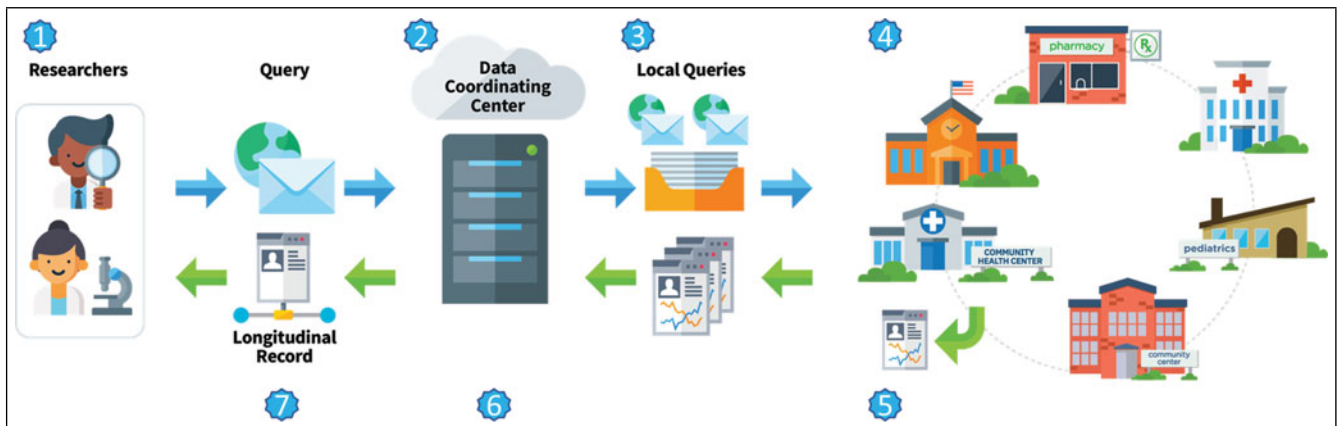 1
Researchers
Query
2
Data
Coordinating
Center
3
Local Queries
4
pharmacy
Rx
COMMUNITY
HEALTH CENTER
pediatrics
community
center
Longitudinal
Record
7
6
5